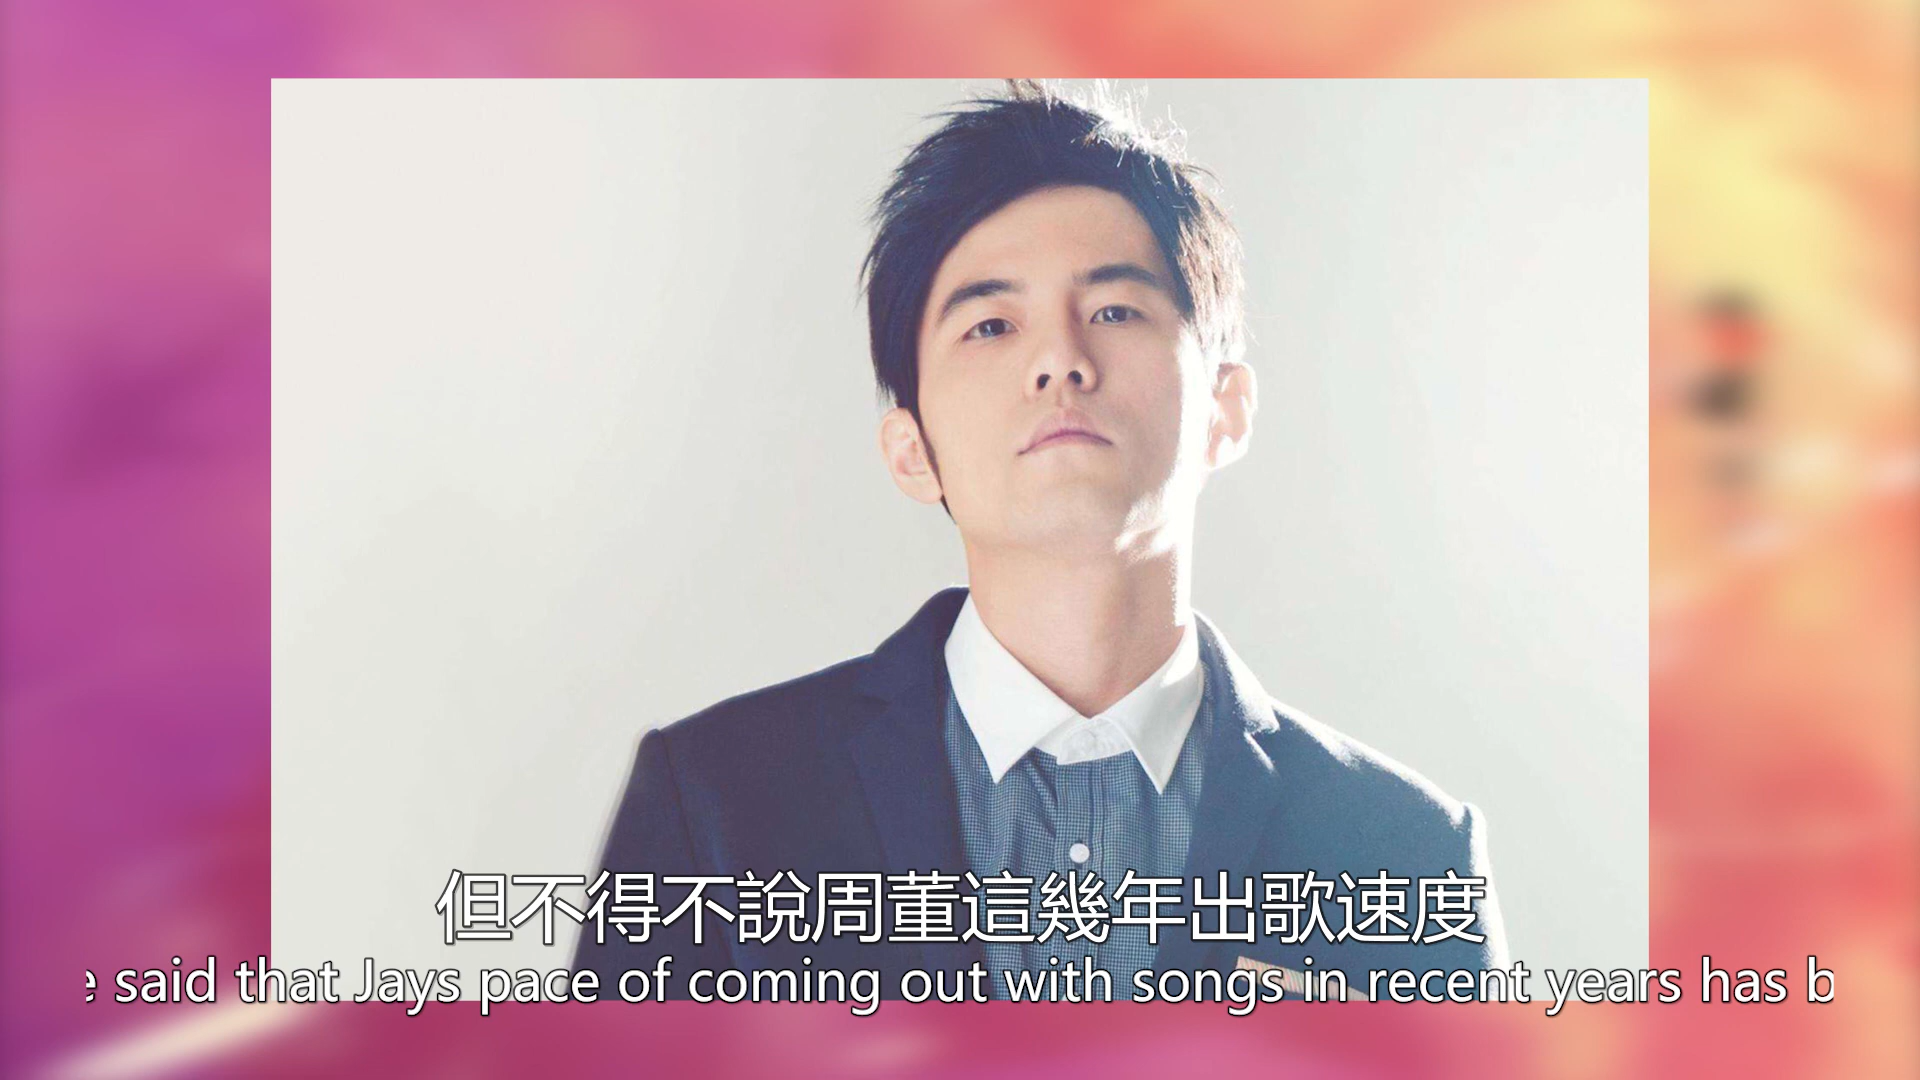 但不得不說周董這幾年出歌速度
said that Jays pace of coming out with songs in recent years has